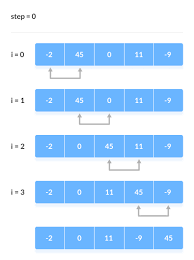 step = 0
i = 0 -2 45 0 11 -9
i = 1 -2 45 0 11 -9
i = 2 -2 0 45 11 -9
i = 3 -2 0 11 45 -9
-2 0 11 -9 45